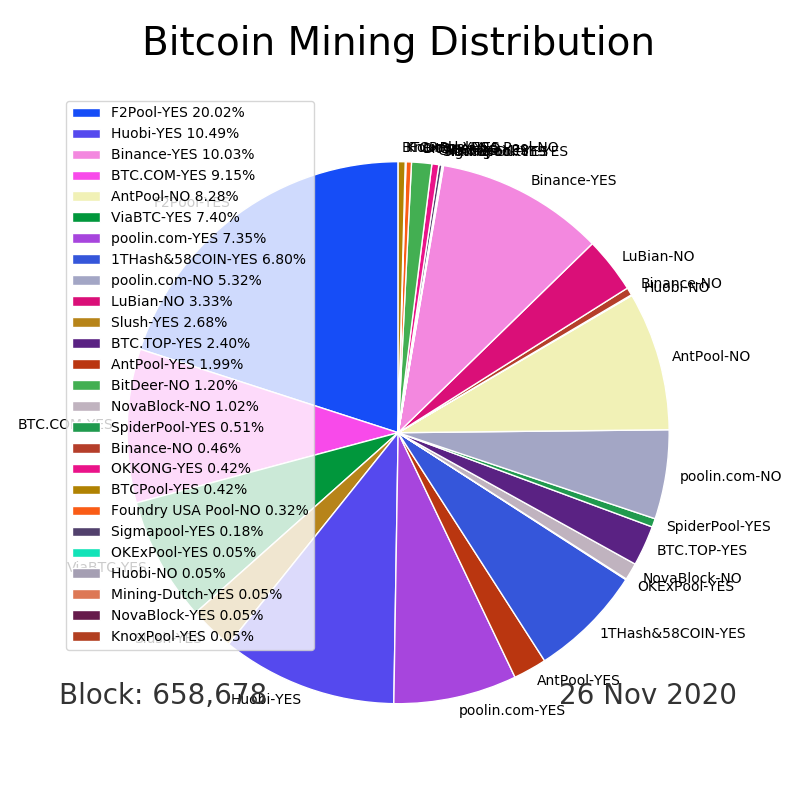 Bitcoin Mining Distribution
F2Pool-YES 20.02%
Huobi-YES 10.49%
Binance-YES 10.03%
BTC.COM-YES 9.15%
AntPool-NO 8.28%
ViaBTC-YES 7.40%
poolin.com-YES 7.35%
1THash&58COIN-YES 6.80%
poolin.com-NO 5.32%
LuBian-NO 3.33%
Slush-YES 2.68%
BTC.TOP-YES 2.40%
AntPool-YES 1.99%
BitDeer-NO 1.20%
NovaBlock-NO 1.02%
SpiderPool-YES 0.51%
Binance-NO 0.46%
OKKONG-YES 0.42%
BTCPool-YES 0.42%
Foundry USA Pool-NO 0.32%
Sigmapool-YES 0.18%
OKExPool-YES 0.05%
Huobi-NO 0.05%
Mining-Dutch-YES 0.05%
NovaBlock-YES 0.05%
KnoxPool-YES 0.05%
F2Pool-YES
BTC.COM-YES
ViaBTC-YES
Huobi-YES
poolin.com-YES
AntPool-YES
1THash&58COIN-YES
OKExPool-YES
NovaBlock-NO
BTC.TOP-YES
SpiderPool-YES
poolin.com-NO
AntPool-NO
Huobi-NO
Binance-NO
LuBian-NO
Binance-YES
Block: 658,678
26 Nov 2020